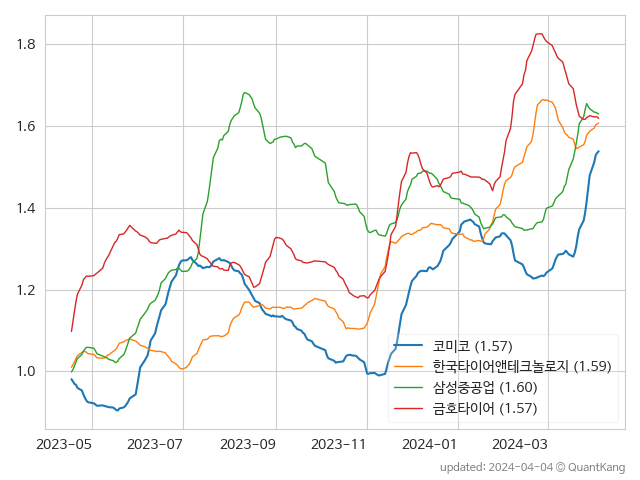 1.8
1.6
1.4
1.2
1.0
코미코 (1.57)
한국타이어앤테크놀로지 (1.59)
삼성중공업 (1.60)
금호타이어 (1.57)
2023-05 2023-07 2023-09 2023-11 2024-01 2024-03
updated: 2024-04-04 © QuantKang